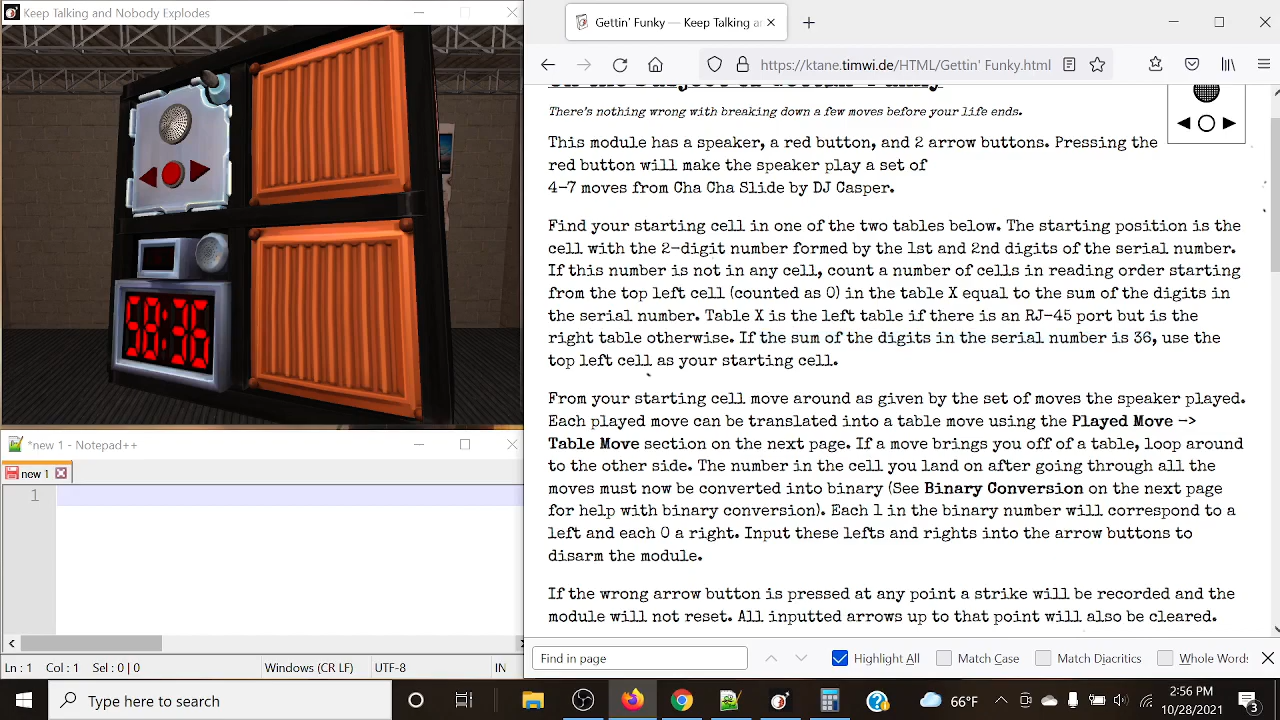 Keep Talking and Nobody Explodes
58:36
*new 1 - Notepad++
new 1
1
Ln : 1 Col : 1 Sel : 0 | 0
Windows (CR LF)
UTF-8
IN
Gettin' Funky — Keep Talking an
https://ktane.timwi.de/HTML/Gettin' Funky.html
There's nothing wrong with breaking down a few moves before your life ends.
This module has a speaker, a red button, and 2 arrow buttons. Pressing the
red button will make the speaker play a set of
4-7 moves from Cha Cha Slide by DJ Casper.
Find your starting cell in one of the two tables below. The starting position is the
cell with the 2-digit number formed by the 1st and 2nd digits of the serial number.
If this number is not in any cell, count a number of cells in reading order starting
from the top left cell (counted as 0) in the table X equal to the sum of the digits in
the serial number. Table X is the left table if there is an RJ-45 port but is the
right table otherwise. If the sum of the digits in the serial number is 36, use the
top left cell as your starting cell.
From your starting cell move around as given by the set of moves the speaker played.
Each played move can be translated into a table move using the Played Move ->
Table Move section on the next page. If a move brings you off of a table, loop around
to the other side. The number in the cell you land on after going through all the
moves must now be converted into binary (See Binary Conversion on the next page
for help with binary conversion). Each 1 in the binary number will correspond to a
left and each 0 a right. Input these lefts and rights into the arrow buttons to
disarm the module.
If the wrong arrow button is pressed at any point a strike will be recorded and the
module will not reset. All inputted arrows up to that point will also be cleared.
Find in page
Highlight All
Match Case
Match Diacritics
Whole Words
Type here to search
66°F
2:56 PM
10/28/2021
3